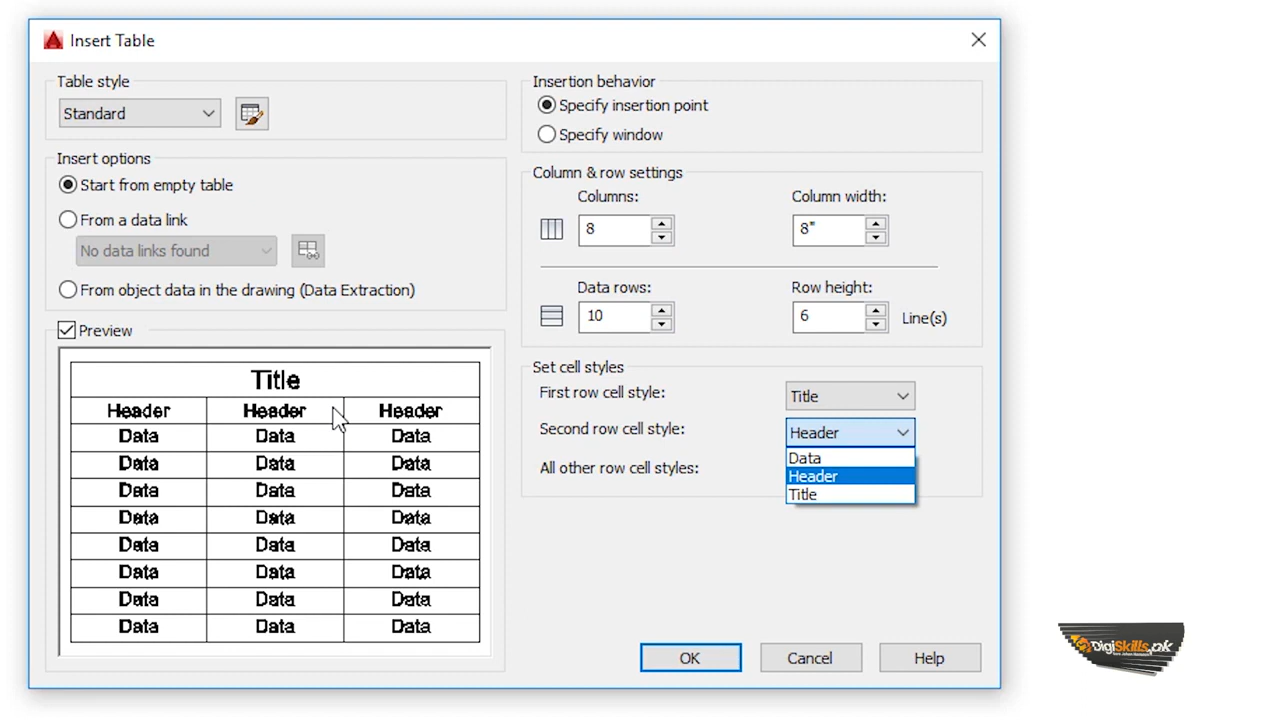 Insert Table
Table style
Standard
Insert options
Start from empty table
From a data link
No data links found
From object data in the drawing (Data Extraction)
Preview
Title
Header Header Header
Data Data Data
Data Data Data
Data Data Data
Data Data Data
Data Data Data
Data Data Data
Data Data Data
Data Data Data
Insertion behavior
Specify insertion point
Specify window
Column & row settings
Columns: Column width:
8 8"
Data rows: Row height:
10 6 Line(s)
Set cell styles
First row cell style: Title
Second row cell style: Header
Data
All other row cell styles: Header
Title
OK Cancel Help
DigiSkills.pk